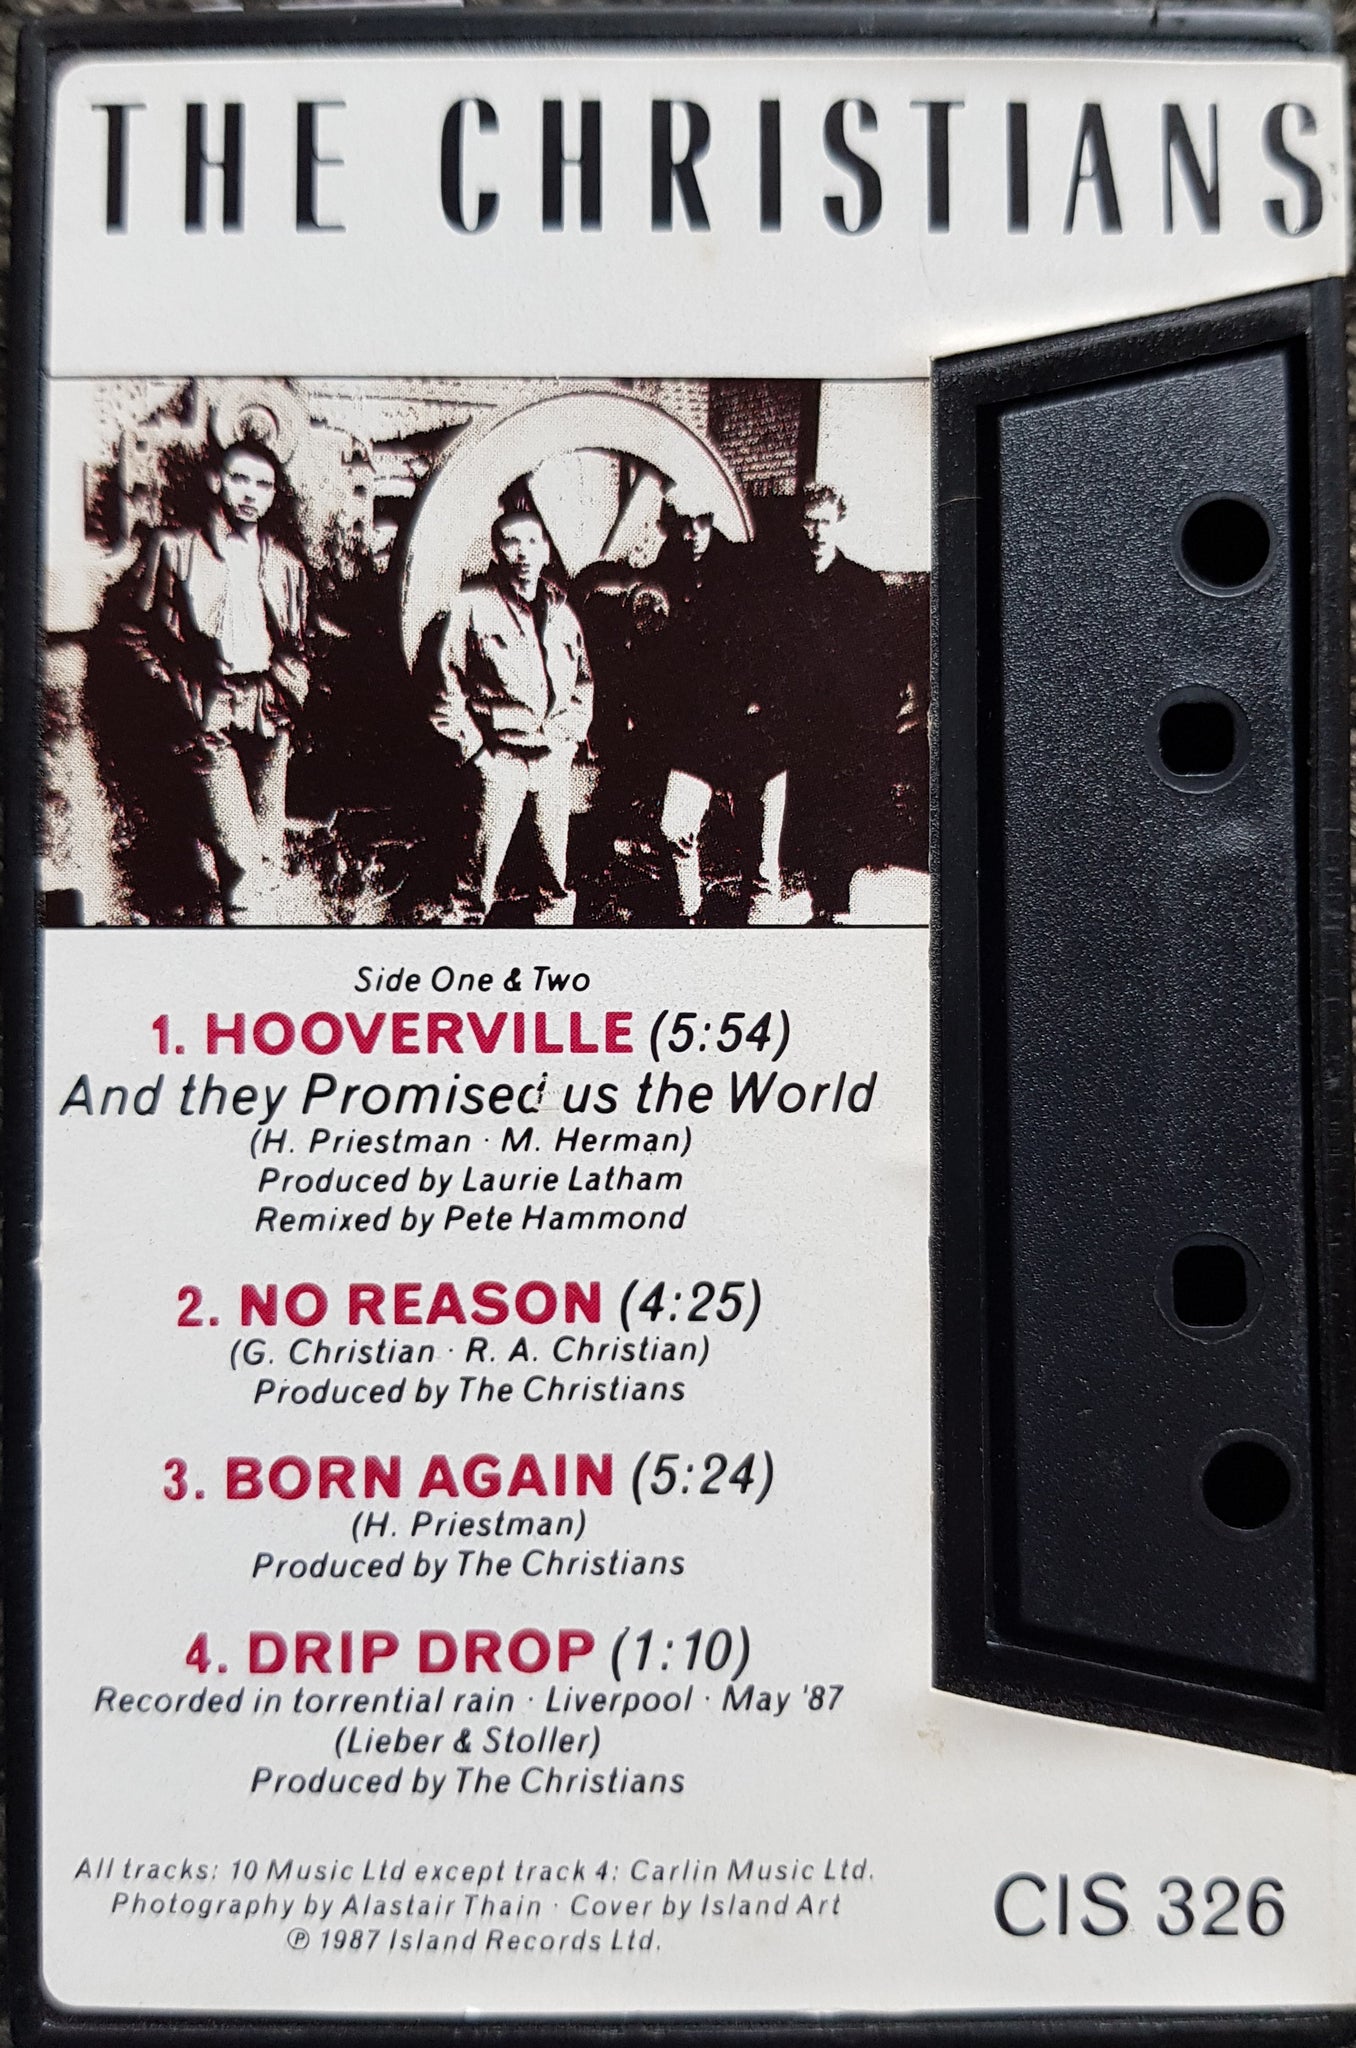 THE CHRISTIANS
Side One & Two
1. HOOVERVILLE (5:54)
And they Promised us the World
(H. Priestman · M. Herman)
Produced by Laurie Latham
Remixed by Pete Hammond
2. NO REASON (4:25)
(G. Christian · R. A. Christian)
Produced by The Christians
3. BORN AGAIN (5:24)
(H. Priestman)
Produced by The Christians
4. DRIP DROP (1:10)
Recorded in torrential rain · Liverpool · May '87
(Lieber & Stoller)
Produced by The Christians
All tracks: 10 Music Ltd except track 4: Carlin Music Ltd.
Photography by Alastair Thain · Cover by Island Art
℗ 1987 Island Records Ltd.
CIS 326